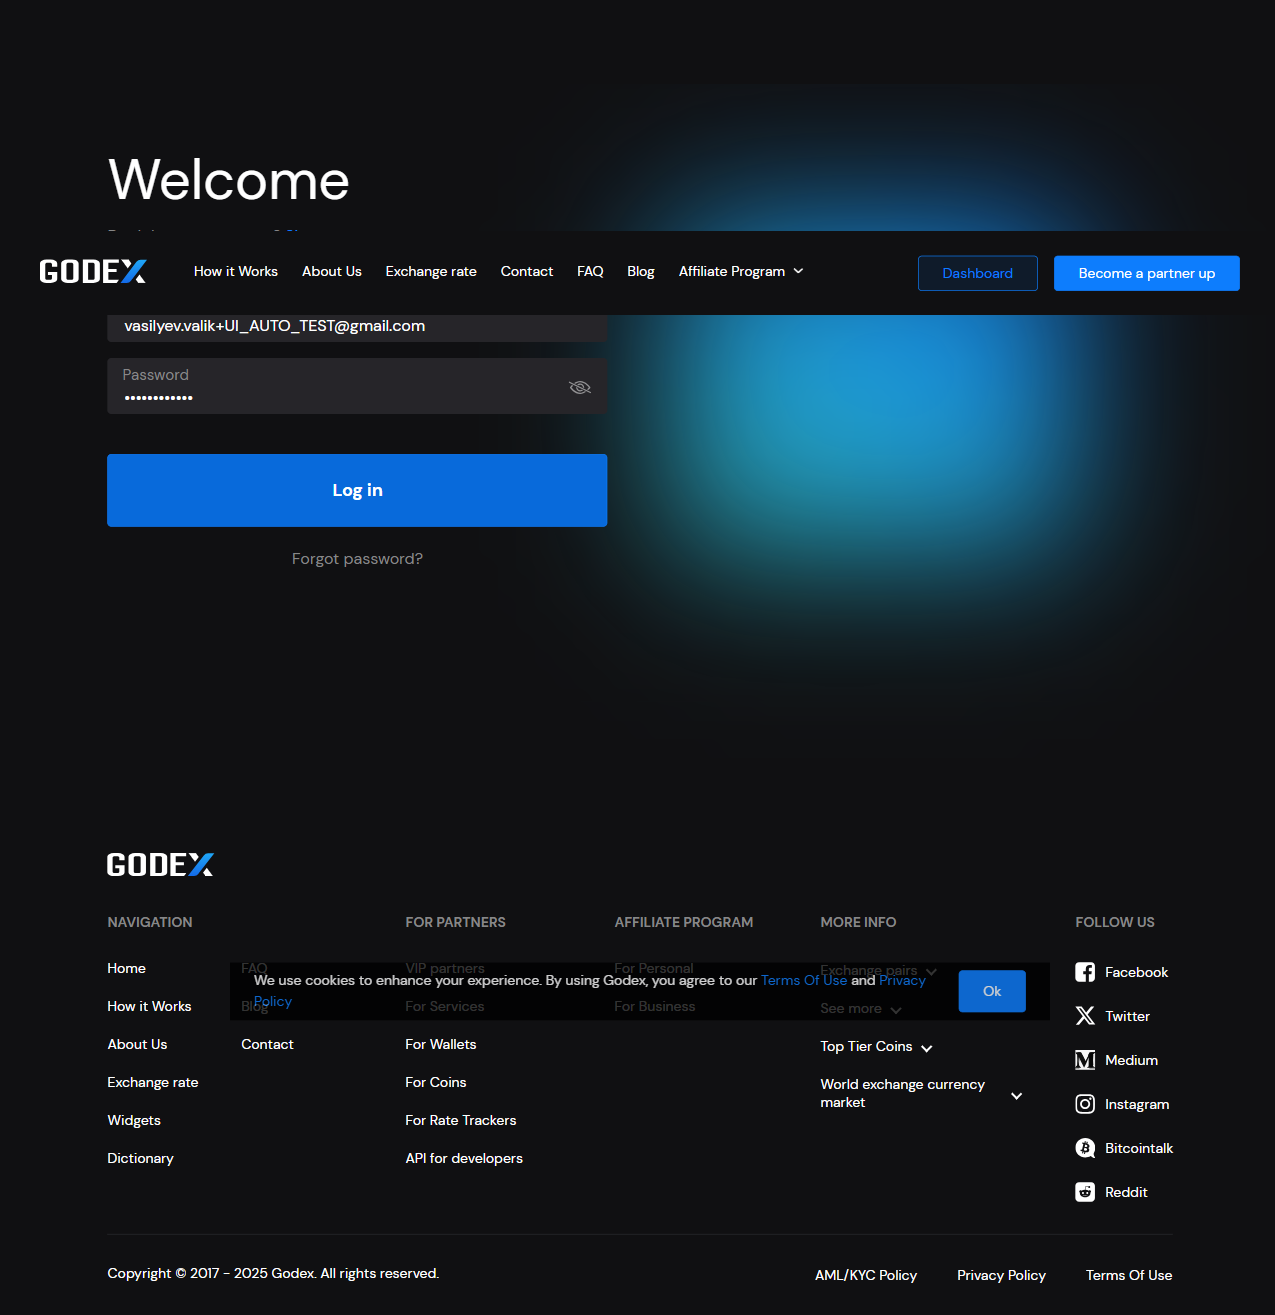 Welcome
GODEX
How it Works
About Us
Exchange rate
Contact
FAQ
Blog
Affiliate Program
Dashboard
Become a partner up
vasilyev.valik+UI_AUTO_TEST@gmail.com
Password
••••••••••••
Log in
Forgot password?
GODEX
NAVIGATION
Home
How it Works
About Us
Exchange rate
Widgets
Dictionary
FAQ
Blog
Contact
FOR PARTNERS
VIP partners
For Services
For Wallets
For Coins
For Rate Trackers
API for developers
AFFILIATE PROGRAM
For Personal
For Business
MORE INFO
Exchange pairs
See more
Top Tier Coins
World exchange currency
market
FOLLOW US
Facebook
Twitter
Medium
Instagram
Bitcointalk
Reddit
We use cookies to enhance your experience. By using Godex, you agree to our Terms Of Use and Privacy
Policy
Ok
Copyright © 2017 - 2025 Godex. All rights reserved.
AML/KYC Policy
Privacy Policy
Terms Of Use